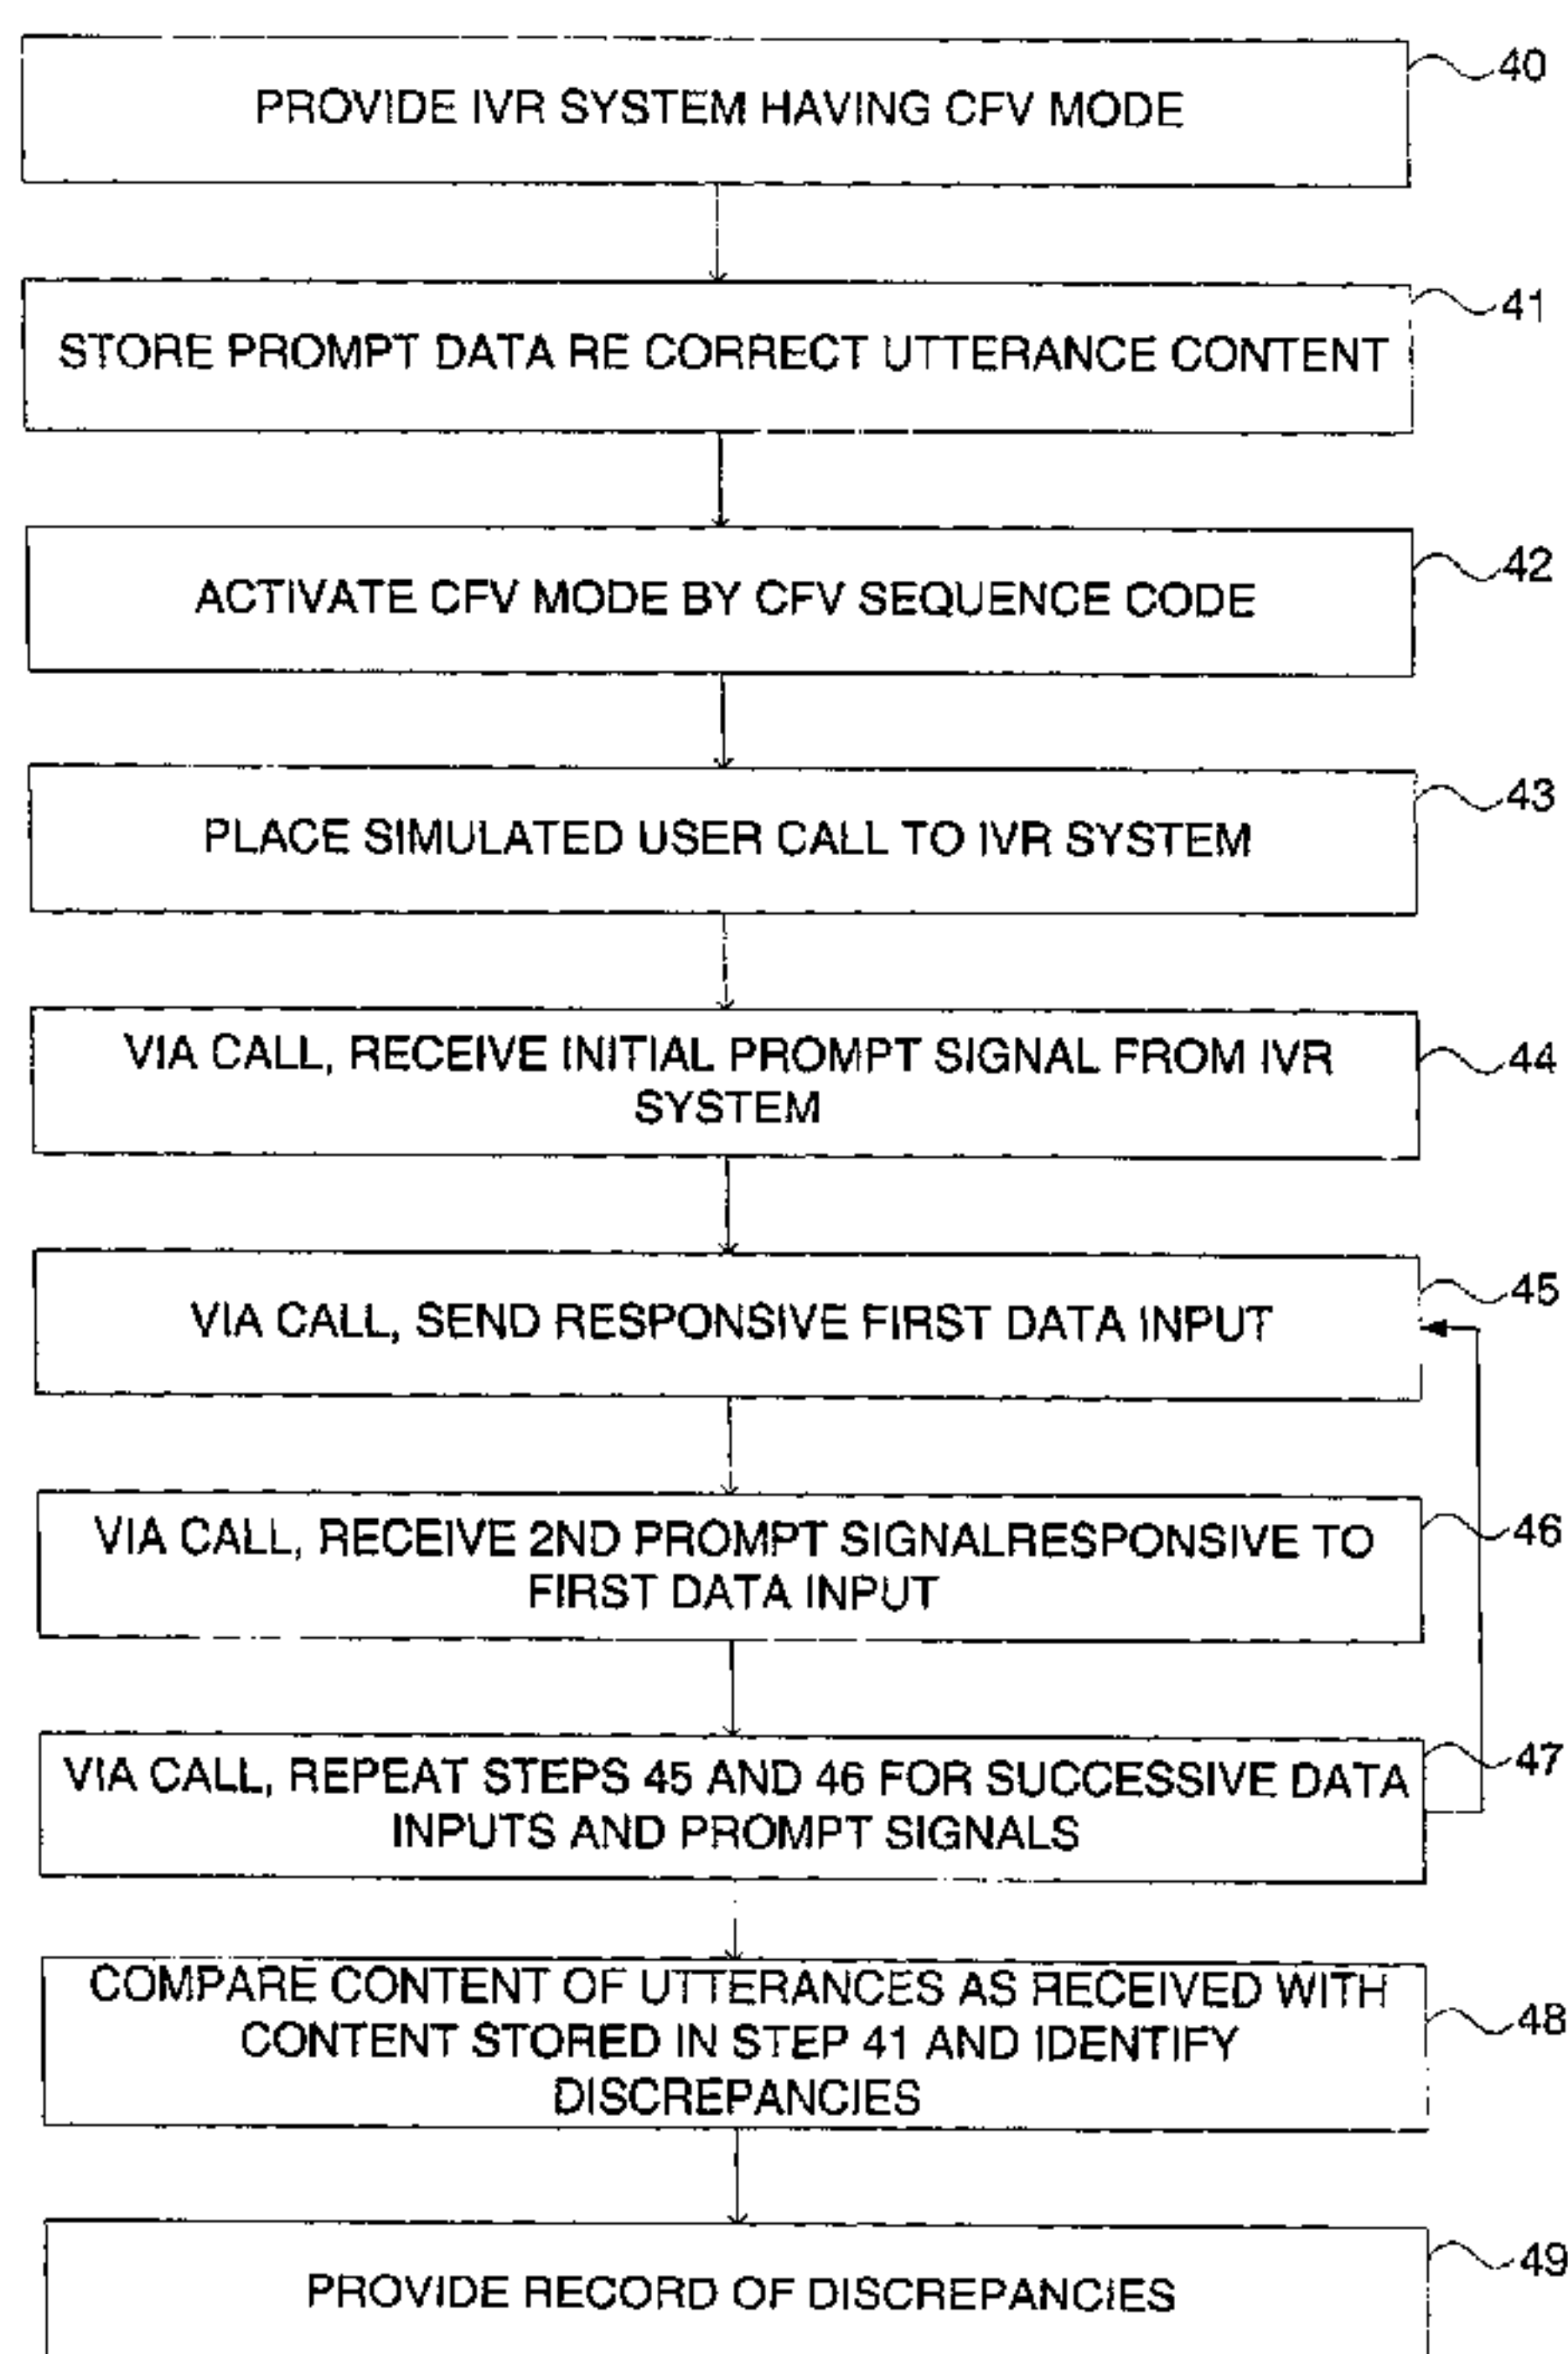 PROVIDE IVR SYSTEM HAVING CFV MODE
40
STORE PROMPT DATA RE CORRECT UTTERANCE CONTENT
41
ACTIVATE CFV MODE BY CFV SEQUENCE CODE
42
PLACE SIMULATED USER CALL TO IVR SYSTEM
43
VIA CALL, RECEIVE INITIAL PROMPT SIGNAL FROM IVR
SYSTEM
44
VIA CALL, SEND RESPONSIVE FIRST DATA INPUT
45
VIA CALL, RECEIVE 2ND PROMPT SIGNALRESPONSIVE TO
FIRST DATA INPUT
46
VIA CALL, REPEAT STEPS 45 AND 46 FOR SUCCESSIVE DATA
INPUTS AND PROMPT SIGNALS
47
COMPARE CONTENT OF UTTERANCES AS RECEIVED WITH
CONTENT STORED IN STEP 41 AND IDENTIFY
DISCREPANCIES
48
PROVIDE RECORD OF DISCREPANCIES
49